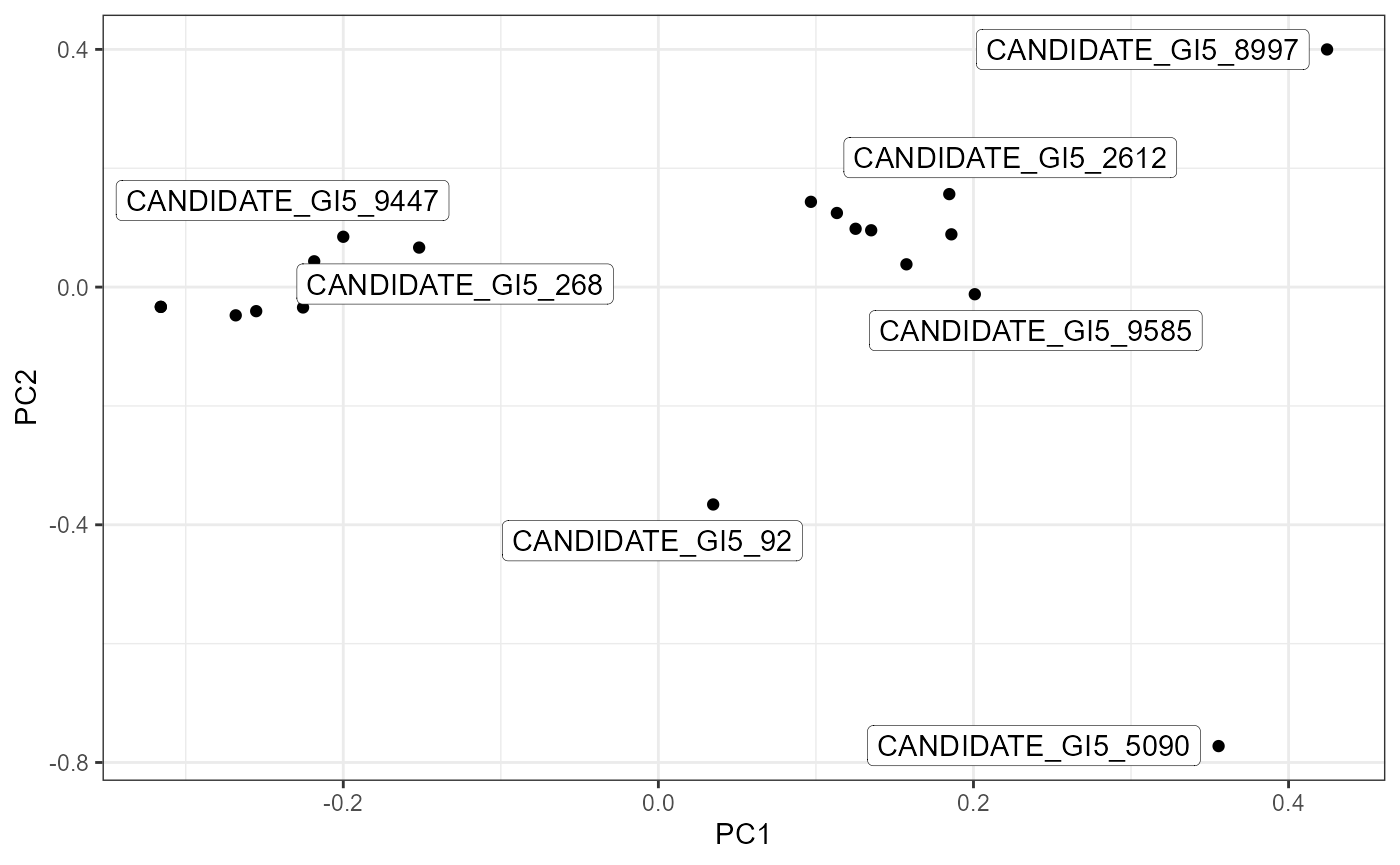 0.4
CANDIDATE_GI5_8997
CANDIDATE_GI5_2612
CANDIDATE_GI5_9447
0.0
CANDIDATE_GI5_268
CANDIDATE_GI5_9585
PC2
-0.4
CANDIDATE_GI5_92
CANDIDATE_GI5_5090
-0.8
-0.2
0.0
0.2
0.4
PC1